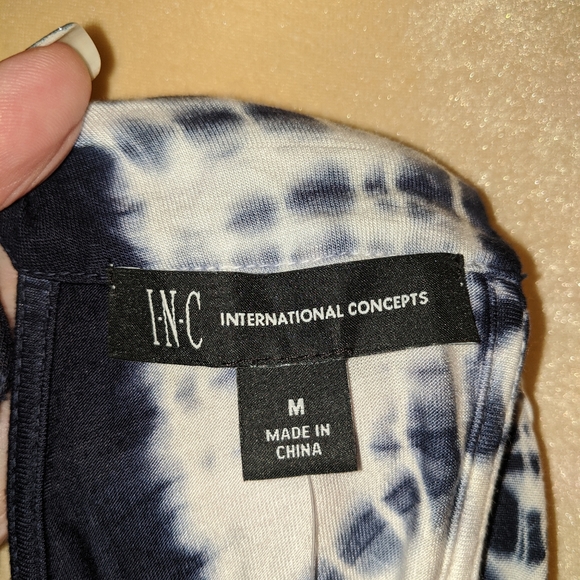 I·N·C INTERNATIONAL CONCEPTS
M
MADE IN
CHINA